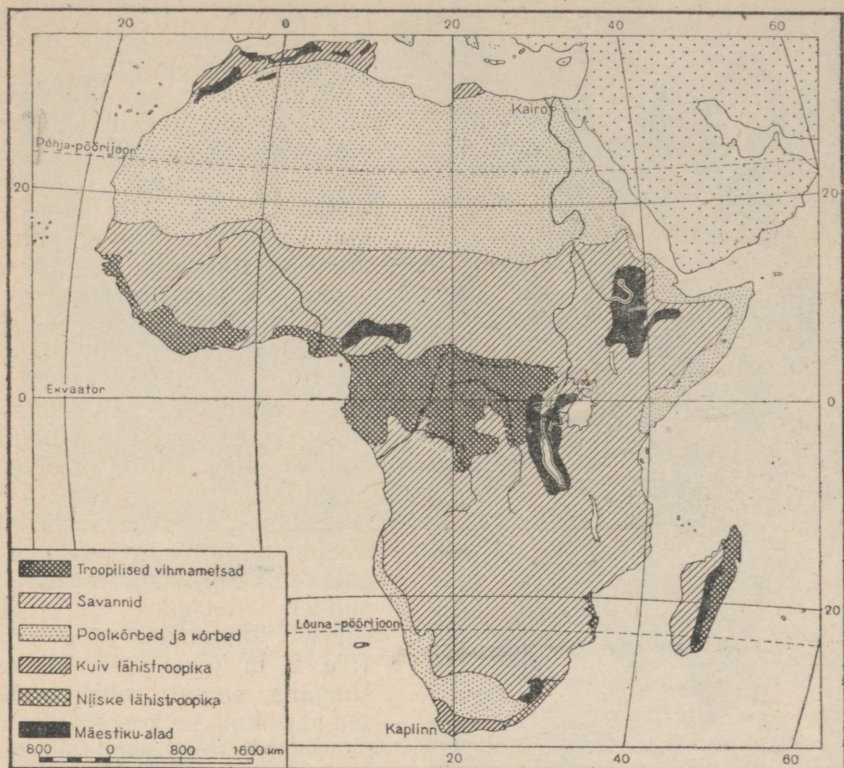 20 0 20 40 60
Kairo
Põhja-pöörijoon
20 20
Ekvaator
0 0
Troopilised vihmametsad
Savannid
Poolkõrbed ja kõrbed
Kuiv lähistroopika
Niiske lähistroopika
Mäestiku-alad
800 0 800 1600 km
Lõuna-pöörijoon
20
Kaplinn
20 40 60